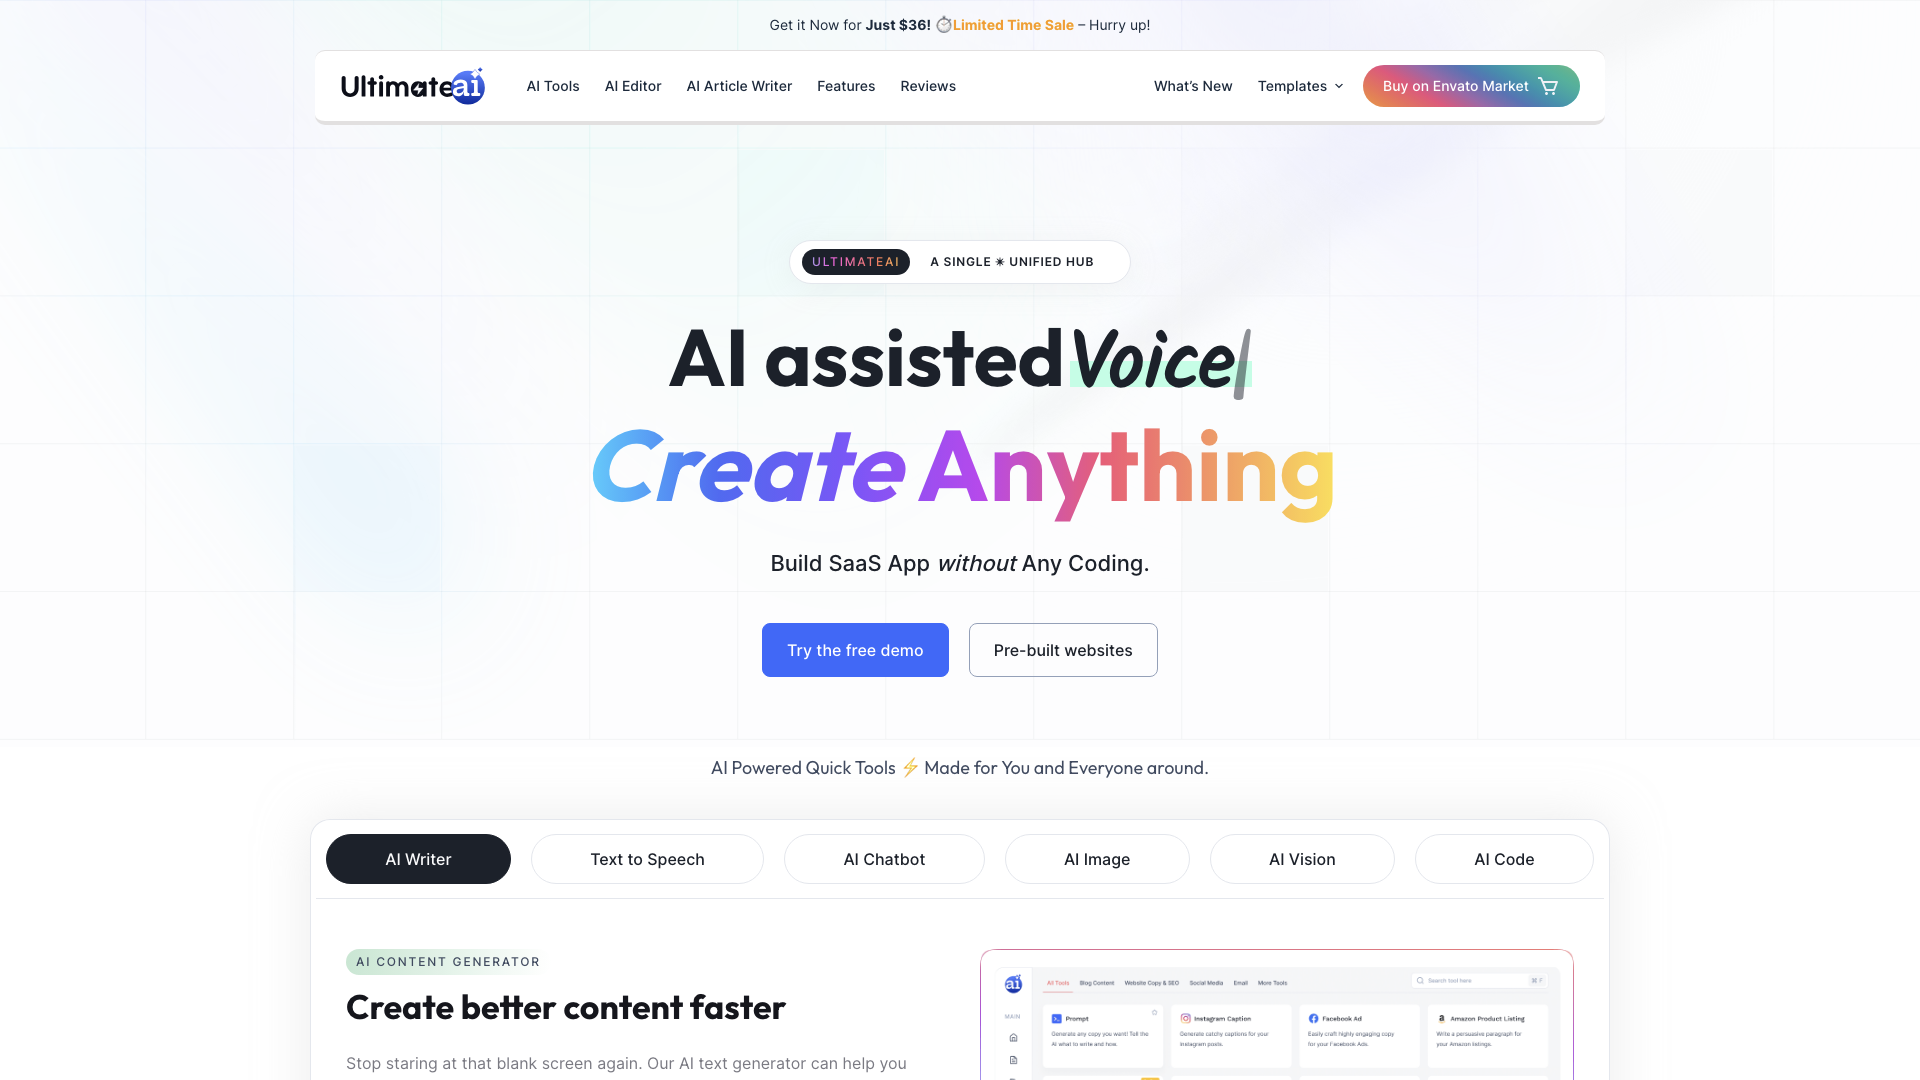 Get it Now for Just $36! ⏱Limited Time Sale – Hurry up!
Ultimateai
AI Tools
AI Editor
AI Article Writer
Features
Reviews
What's New
Templates
Buy on Envato Market
ULTIMATEAI
A SINGLE ✴ UNIFIED HUB
AI assisted Voice|
Create Anything
Build SaaS App without Any Coding.
Try the free demo
Pre-built websites
AI Powered Quick Tools ⚡ Made for You and Everyone around.
AI Writer
Text to Speech
AI Chatbot
AI Image
AI Vision
AI Code
AI CONTENT GENERATOR
Create better content faster
Stop staring at that blank screen again. Our AI text generator can help you
ai
All Tools
Blog Content
Website Copy & SEO
Social Media
Email
More Tools
Search tool here
⌘ F
MAIN
Prompt
Generate any copy you want! Tell the
AI what to write and how.
Instagram Caption
Generate catchy captions for your
Instagram posts.
Facebook Ad
Easily craft highly engaging copy
for your Facebook Ads.
Amazon Product Listing
Write a persuasive paragraph for
your Amazon listings.